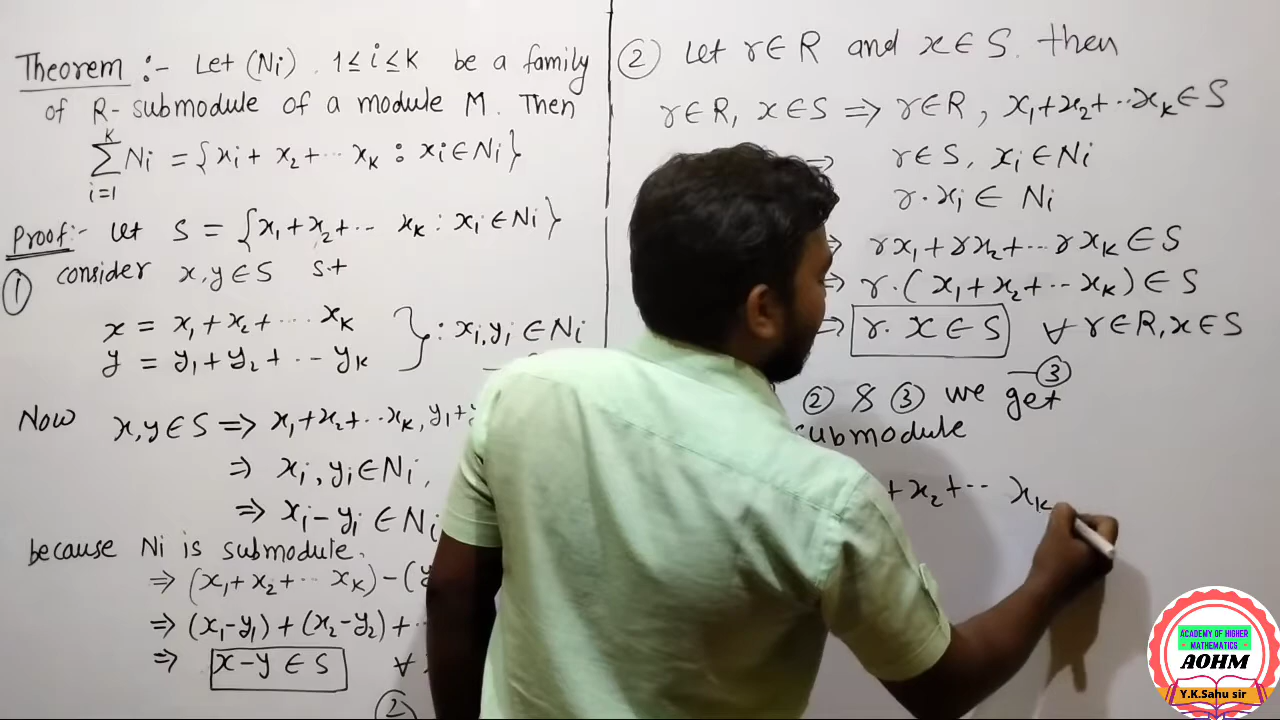 Theorem :- Let (Ni), 1≤i≤K be a family
of R-submodule of a module M. Then
∑_{i=1}^{K} Ni = {xi + x2 + ... xK : xi ∈ Ni}
Proof:- Let S = {x1+x2+... xK : xi ∈ Ni}
① consider x,y ∈ S s.t
x = x1+x2+... xK
y = y1+y2+... yK } : xi,yi ∈ Ni
Now x,y ∈ S ⇒ x1+x2+...xK, y1+
⇒ xi, yi ∈ Ni,
⇒ xi - yi ∈ Ni
because Ni is submodule.
⇒ (x1+x2+... xK) - (y
⇒ (x1-y1) + (x2-y2) + ...
⇒ x-y ∈ S ∀
②
② Let r∈R and x∈S. then
r∈R, x∈S ⇒ r∈R, x1+x2+...xK ∈ S
⇒ r∈S, xi ∈ Ni
r.xi ∈ Ni
⇒ rx1+rx2+... rxK ∈ S
⇒ r.(x1+x2+... xK) ∈ S
⇒ r. x ∈ S ∀ r∈R, x∈S
—③
② & ③ we get
submodule
+ x2 + ... xK
ACADEMY OF HIGHER
MATHEMATICS
AOHM
Y.K.Sahu sir